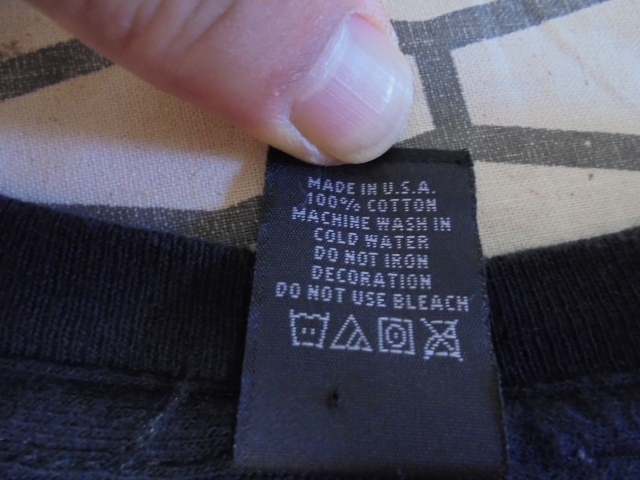 MADE IN U.S.A.
100% COTTON
MACHINE WASH IN
COLD WATER
DO NOT IRON
DECORATION
DO NOT USE BLEACH